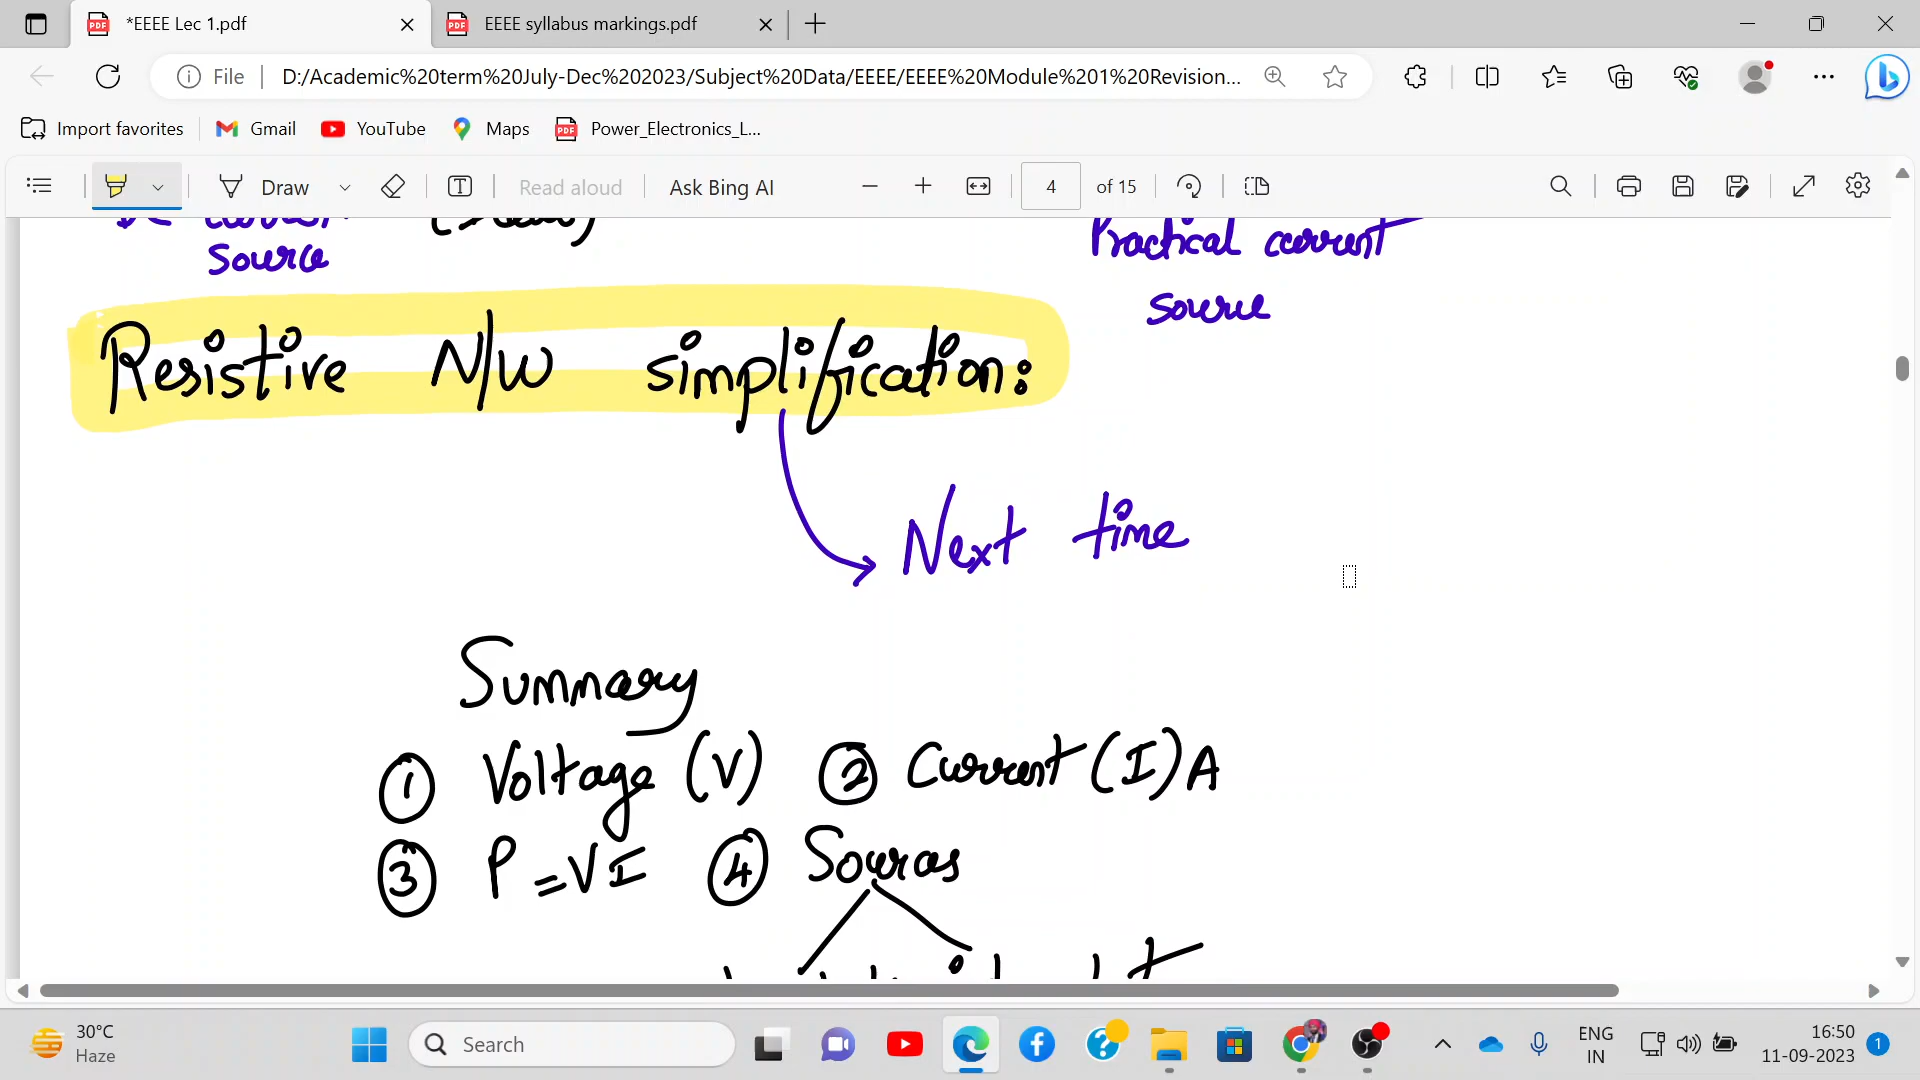 *EEEE Lec 1.pdf
EEEE syllabus markings.pdf
File D:/Academic%20term%20July-Dec%202023/Subject%20Data/EEEE/EEEE%20Module%201%20Revision...
Import favorites Gmail YouTube Maps Power_Electronics_L...
Draw Read aloud Ask Bing AI 4 of 15
Source
Practical current
source
Resistive N/W simplification:
Next time
Summary
① Voltage (V) ② Current (I) A
③ P = VI ④ Sources
30°C
Haze
Search
ENG
IN
16:50
11-09-2023
1